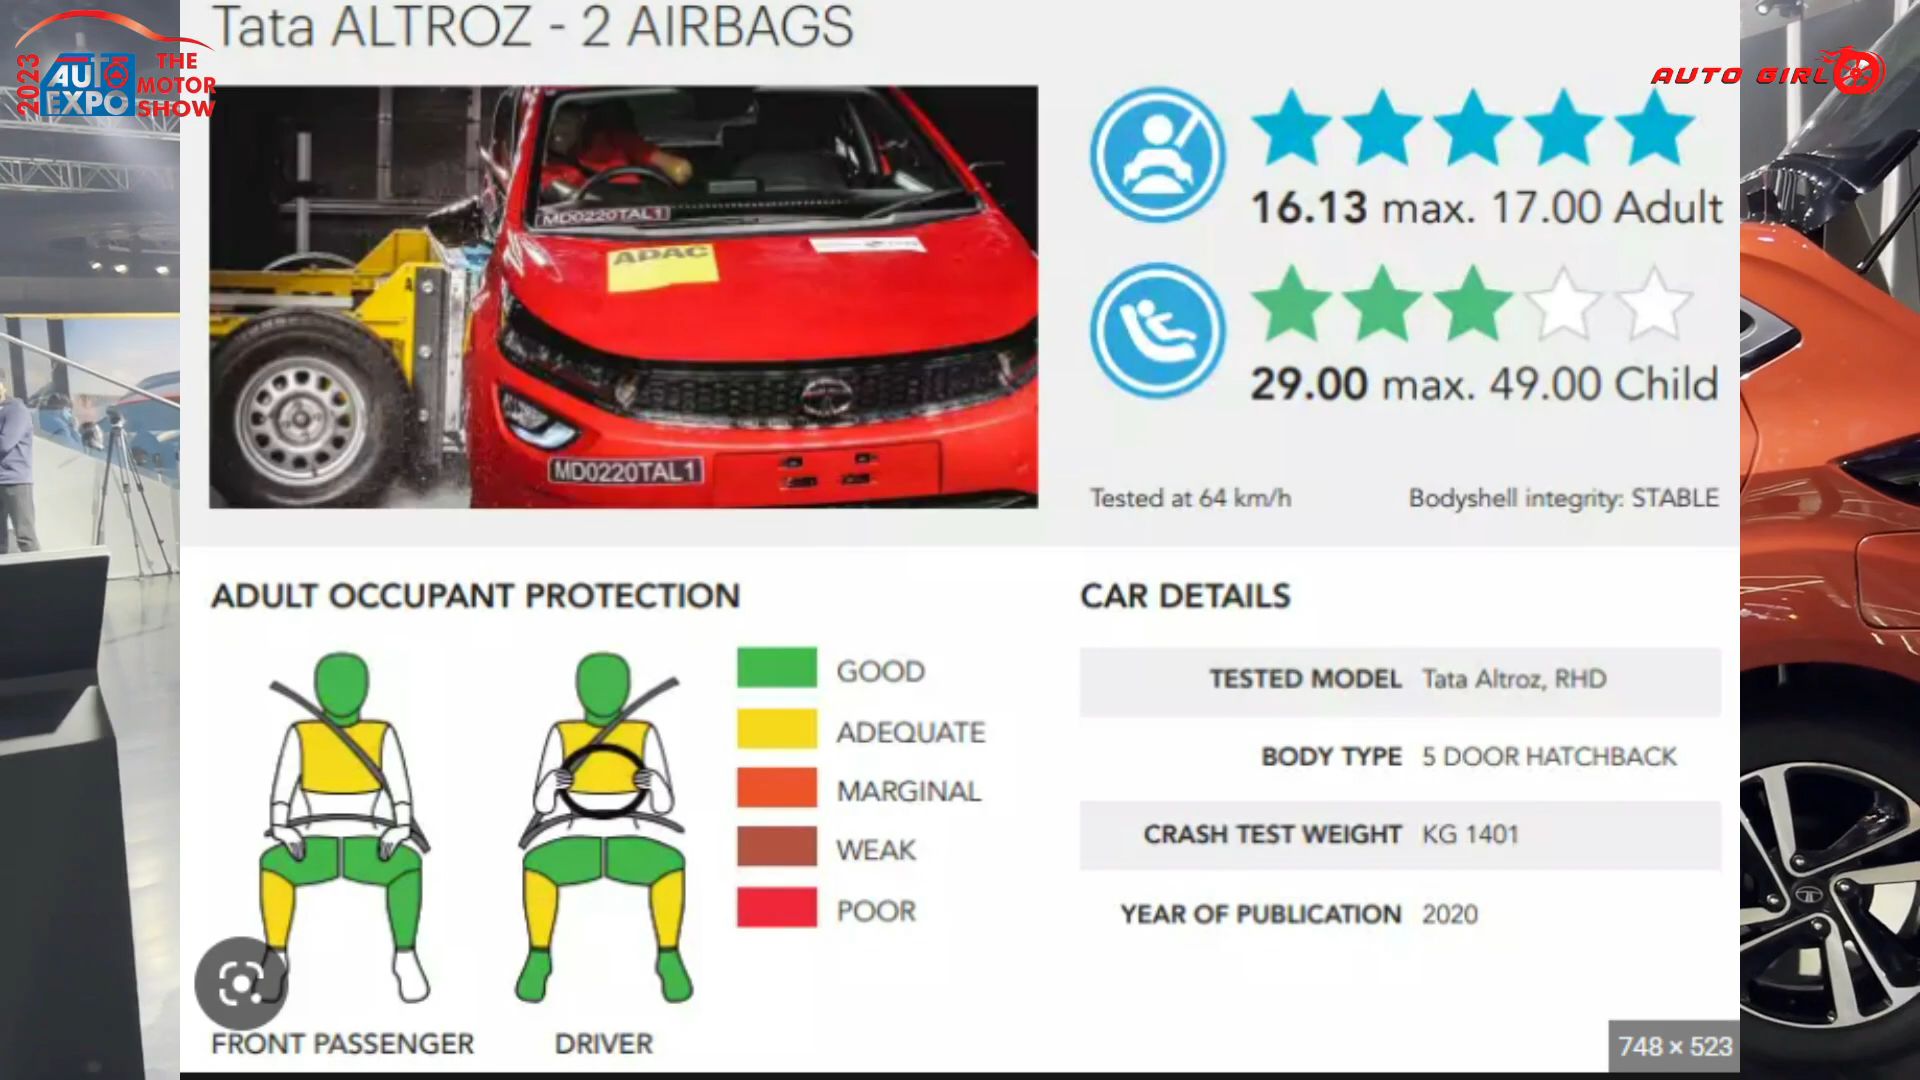 Tata ALTROZ - 2 AIRBAGS
2023
AUTO
EXPO
THE
MOTOR
SHOW
AUTO GIRL
MD0220TAL1
ADAC
MD0220TAL1
16.13 max. 17.00 Adult
29.00 max. 49.00 Child
Tested at 64 km/h
Bodyshell integrity: STABLE
ADULT OCCUPANT PROTECTION
GOOD
ADEQUATE
MARGINAL
WEAK
POOR
FRONT PASSENGER
DRIVER
CAR DETAILS
TESTED MODEL Tata Altroz, RHD
BODY TYPE 5 DOOR HATCHBACK
CRASH TEST WEIGHT KG 1401
YEAR OF PUBLICATION 2020
748 × 523